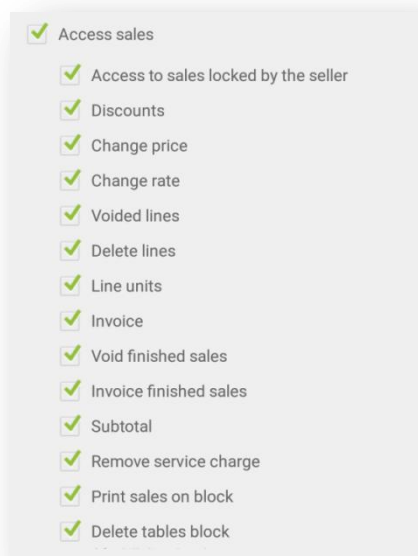 Access sales
Access to sales locked by the seller
Discounts
Change price
Change rate
Voided lines
Delete lines
Line units
Invoice
Void finished sales
Invoice finished sales
Subtotal
Remove service charge
Print sales on block
Delete tables block